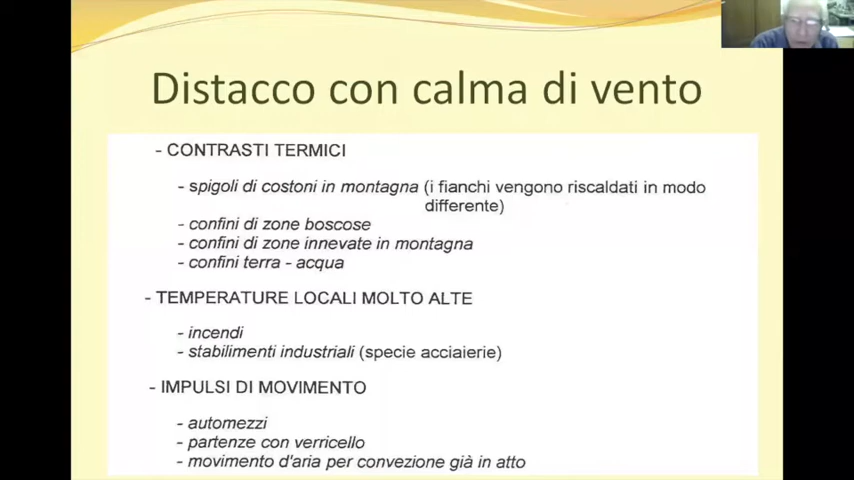 Distacco con calma di vento
- CONTRASTI TERMICI
- spigoli di costoni in montagna (i fianchi vengono riscaldati in modo
differente)
- confini di zone boscose
- confini di zone innevate in montagna
- confini terra - acqua
- TEMPERATURE LOCALI MOLTO ALTE
- incendi
- stabilimenti industriali (specie acciaierie)
- IMPULSI DI MOVIMENTO
- automezzi
- partenze con verricello
- movimento d'aria per convezione già in atto